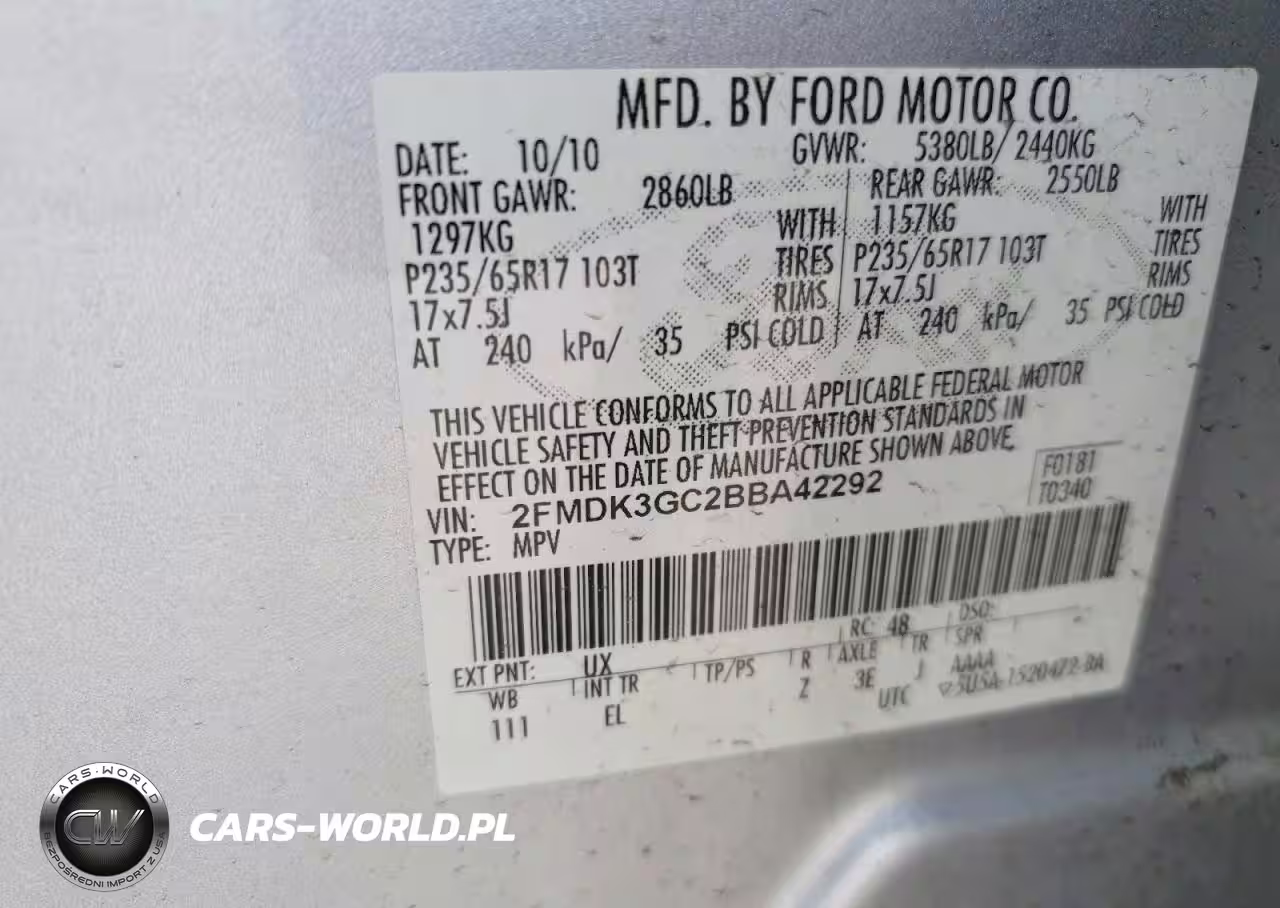 MFD. BY FORD MOTOR CO.
DATE: 10/10 GVWR: 5380LB/ 2440KG
FRONT GAWR: 2860LB REAR GAWR: 2550LB
1297KG WITH 1157KG WITH
P235/65R17 103T TIRES P235/65R17 103T TIRES
17x7.5J RIMS 17x7.5J RIMS
AT 240 kPa/ 35 PSI COLD AT 240 kPa/ 35 PSI COLD
THIS VEHICLE CONFORMS TO ALL APPLICABLE FEDERAL MOTOR
VEHICLE SAFETY AND THEFT PREVENTION STANDARDS IN
EFFECT ON THE DATE OF MANUFACTURE SHOWN ABOVE.
F0181
VIN: 2FMDK3GC2BBA42292
T0340
TYPE: MPV
EXT PNT: UX RC: 48 DSO:
WB INT TR TP/PS R AXLE TR SPR
111 EL Z 3E J AAAA
UTC
CARS-WORLD
CW
BEZPOŚREDNI IMPORT Z USA
CARS-WORLD.PL